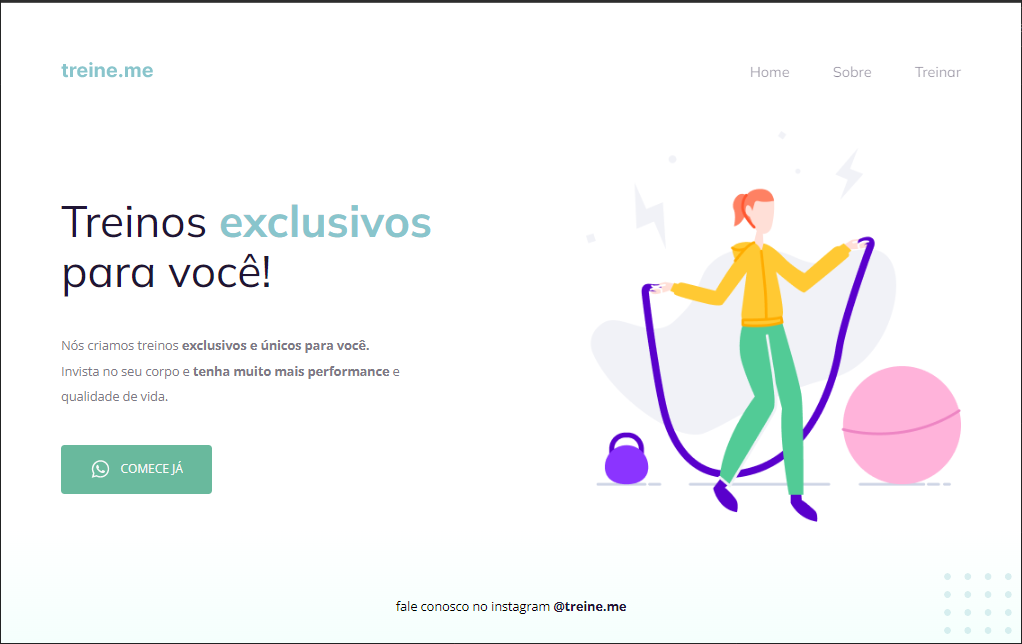 treine.me
Home Sobre Treinar
Treinos exclusivos
para você!
Nós criamos treinos exclusivos e únicos para você.
Invista no seu corpo e tenha muito mais performance e
qualidade de vida.
COMECE JÁ
fale conosco no instagram @treine.me